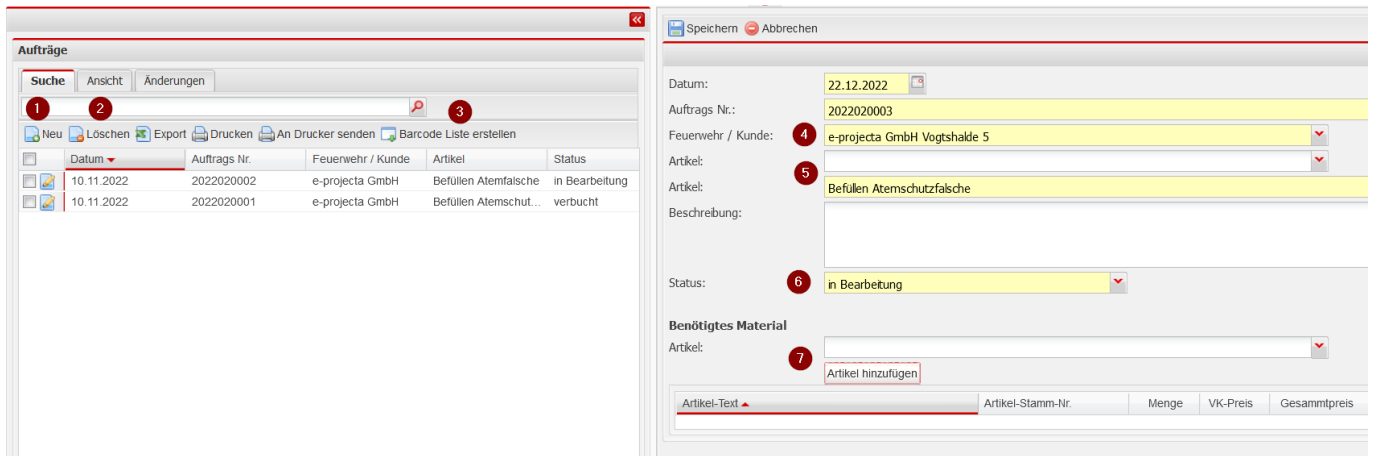 Aufträge
Suche Ansicht Änderungen
1 2 3
Neu Löschen Export Drucken An Drucker senden Barcode Liste erstellen
Datum Auftrags Nr. Feuerwehr / Kunde Artikel Status
10.11.2022 2022020002 e-projecta GmbH Befüllen Atemfalsche in Bearbeitung
10.11.2022 2022020001 e-projecta GmbH Befüllen Atemschut... verbucht
Speichern Abbrechen
Datum: 22.12.2022
Auftrags Nr.: 2022020003
Feuerwehr / Kunde: 4 e-projecta GmbH Vogtshalde 5
Artikel:
5
Artikel: Befüllen Atemschutzfalsche
Beschreibung:
Status: 6 in Bearbeitung
Benötigtes Material
Artikel:
7
Artikel hinzufügen
Artikel-Text Artikel-Stamm-Nr. Menge VK-Preis Gesammtpreis